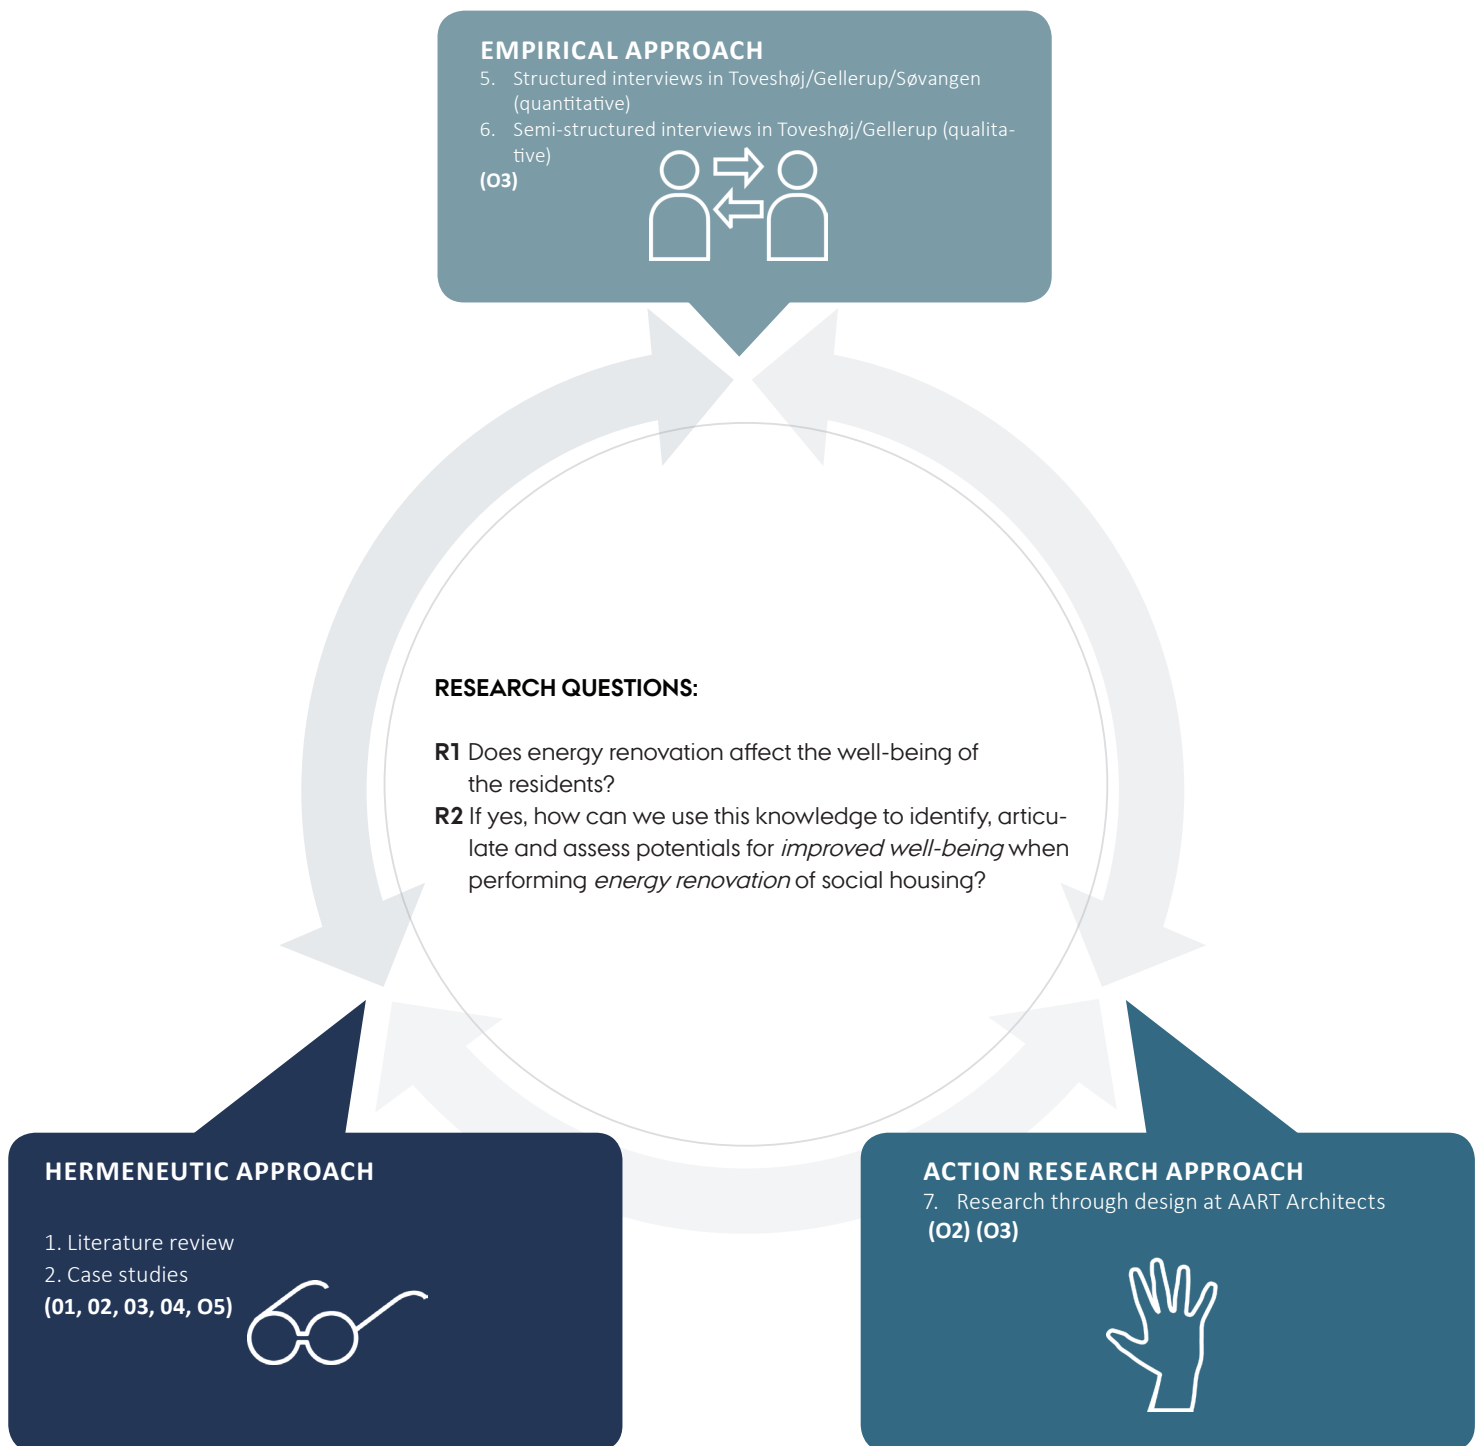 EMPIRICAL APPROACH
5. Structured interviews in Toveshøj/Gellerup/Søvangen
(quantitative)
6. Semi-structured interviews in Toveshøj/Gellerup (qualita-
tive)
(O3)
RESEARCH QUESTIONS:
R1 Does energy renovation affect the well-being of
the residents?
R2 If yes, how can we use this knowledge to identify, articu-
late and assess potentials for improved well-being when
performing energy renovation of social housing?
HERMENEUTIC APPROACH
1. Literature review
2. Case studies
(01, 02, 03, 04, O5)
ACTION RESEARCH APPROACH
7. Research through design at AART Architects
(O2) (O3)